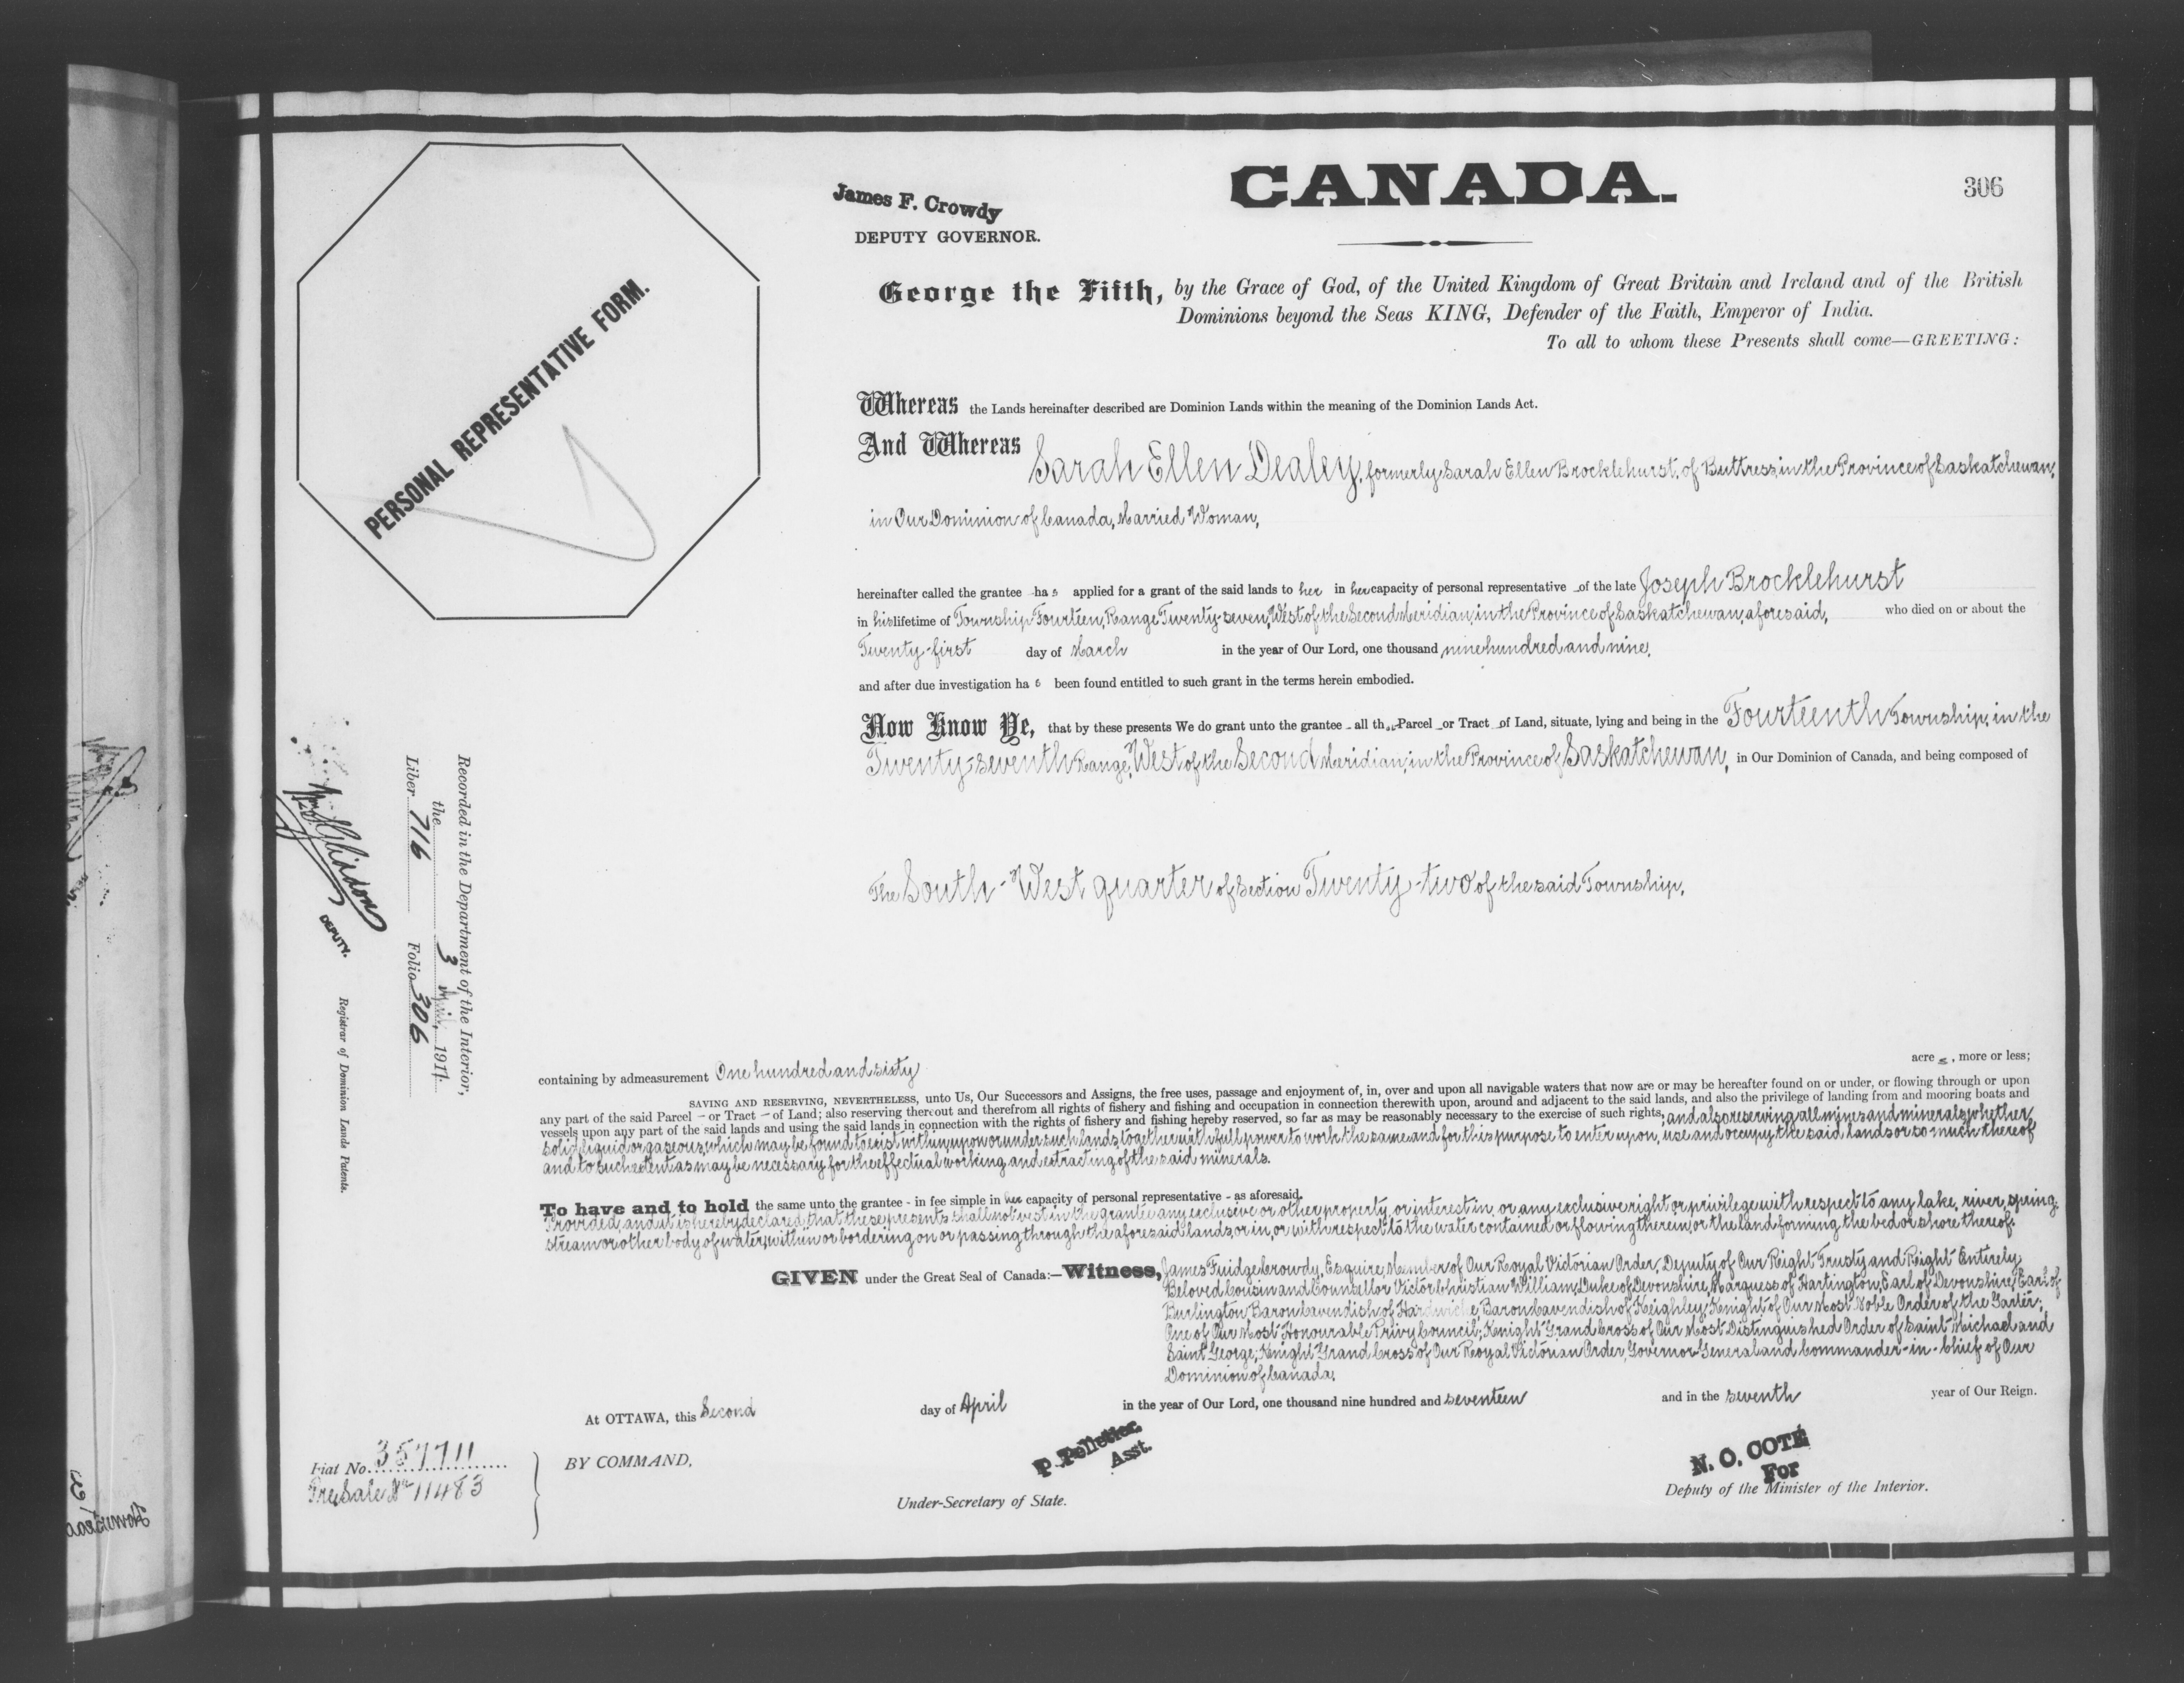 CANADA.
306
James F. Crowdy
DEPUTY GOVERNOR.
George the Fifth, by the Grace of God, of the United Kingdom of Great Britain and Ireland and of the British
Dominions beyond the Seas KING, Defender of the Faith, Emperor of India.
To all to whom these Presents shall come—GREETING:
PERSONAL REPRESENTATIVE FORM.
Whereas the Lands hereinafter described are Dominion Lands within the meaning of the Dominion Lands Act.
And Whereas Sarah Ellen Dealey, formerly Sarah Ellen Brocklehurst, of Buttress, in the Province of Saskatchewan,
in Our Dominion of Canada, Married Woman,
hereinafter called the grantee has applied for a grant of the said lands to her in her capacity of personal representative of the late Joseph Brocklehurst
in his lifetime of Township Fourteen, Range Twenty-seven, West of the Second Meridian, in the Province of Saskatchewan, aforesaid, who died on or about the
Twenty-first day of March in the year of Our Lord, one thousand nine hundred and nine,
and after due investigation has been found entitled to such grant in the terms herein embodied.
Now Know Ye, that by these presents We do grant unto the grantee - all that Parcel - or Tract - of Land, situate, lying and being in the Fourteenth Township, in the
Twenty-seventh Range, West of the Second Meridian, in the Province of Saskatchewan, in Our Dominion of Canada, and being composed of
The South-West quarter of Section Twenty-two of the said Township,
containing by admeasurement One hundred and sixty acres, more or less;
SAVING AND RESERVING, NEVERTHELESS, unto Us, Our Successors and Assigns, the free uses, passage and enjoyment of, in, over and upon all navigable waters that now are or may be hereafter found on or under, or flowing through or upon
any part of the said Parcel - or Tract - of Land; also reserving thereout and therefrom all rights of fishery and fishing and occupation in connection therewith upon, around and adjacent to the said lands, and also the privilege of landing from and mooring boats and
vessels upon any part of the said lands and using the said lands in connection with the rights of fishery and fishing hereby reserved, so far as may be reasonably necessary to the exercise of such rights; and also reserving all mines and minerals whether
solid, liquid or gaseous, which may be found to exist within, upon or under such lands, together with full power to work the same and for this purpose to enter upon, use and occupy the said lands or so much thereof
and to such extent as may be necessary for the effectual working and extracting of the said minerals.
To have and to hold the same unto the grantee - in fee simple in her capacity of personal representative - as aforesaid.
Provided, and it is hereby declared, that these presents shall not vest in the grantee any exclusive or other property or interest in, or any exclusive right or privilege with respect to any lake, river, spring,
stream or other body of water, within or bordering on or passing through the aforesaid lands, or in, or with respect to the water contained or flowing therein, or the land forming the bed or shore thereof.
GIVEN under the Great Seal of Canada:—Witness, James Fuidge Crowdy, Esquire, Member of Our Royal Victorian Order, Deputy of Our Right Trusty and Right Entirely
Beloved Cousin and Counsellor Victor Christian William, Duke of Devonshire, Marquess of Hartington, Earl of Devonshire, Earl of
Burlington, Baron Cavendish of Hardwicke, Baron Cavendish of Keighley, Knight of Our Most Noble Order of the Garter;
One of Our Most Honourable Privy Council; Knight Grand Cross of Our Most Distinguished Order of Saint Michael and
Saint George; Knight Grand Cross of Our Royal Victorian Order, Governor General and Commander-in-Chief of Our
Dominion of Canada.
At OTTAWA, this Second day of April in the year of Our Lord, one thousand nine hundred and seventeen and in the seventh year of Our Reign.
BY COMMAND,
P. Pelletier.
Asst.
Under-Secretary of State.
N. O. COTÉ
For
Deputy of the Minister of the Interior.
Fiat No. 357711
Pre Sale No 11483
Recorded in the Department of the Interior,
the 3 April, 1917.
Liber 716 Folio 306
DEPUTY.
Registrar of Dominion Lands Patents.